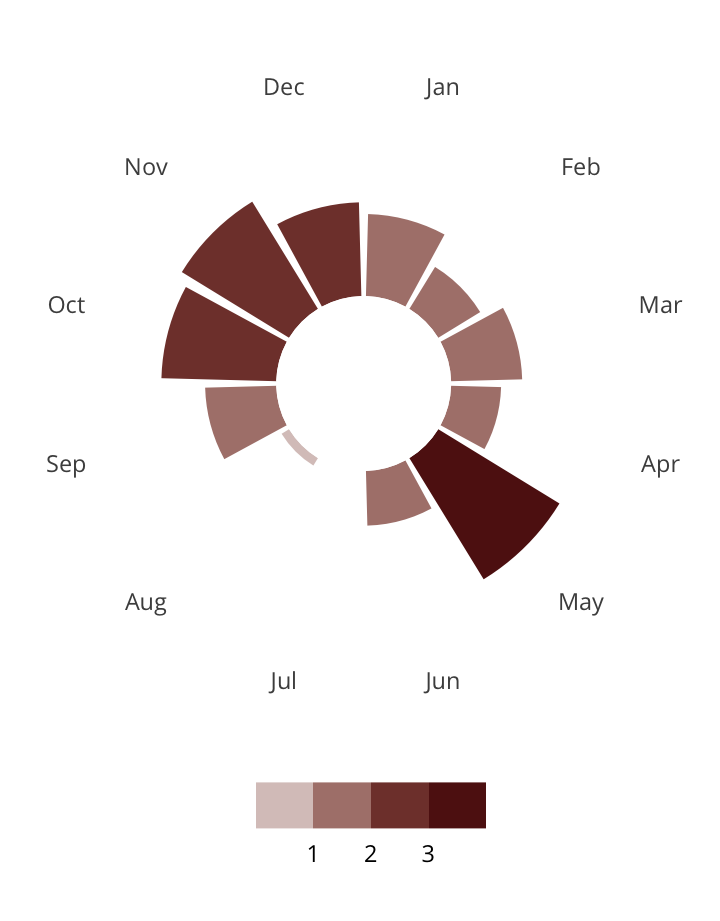 Dec Jan
Nov Feb
Oct Mar
Sep Apr
Aug May
Jul Jun
1 2 3